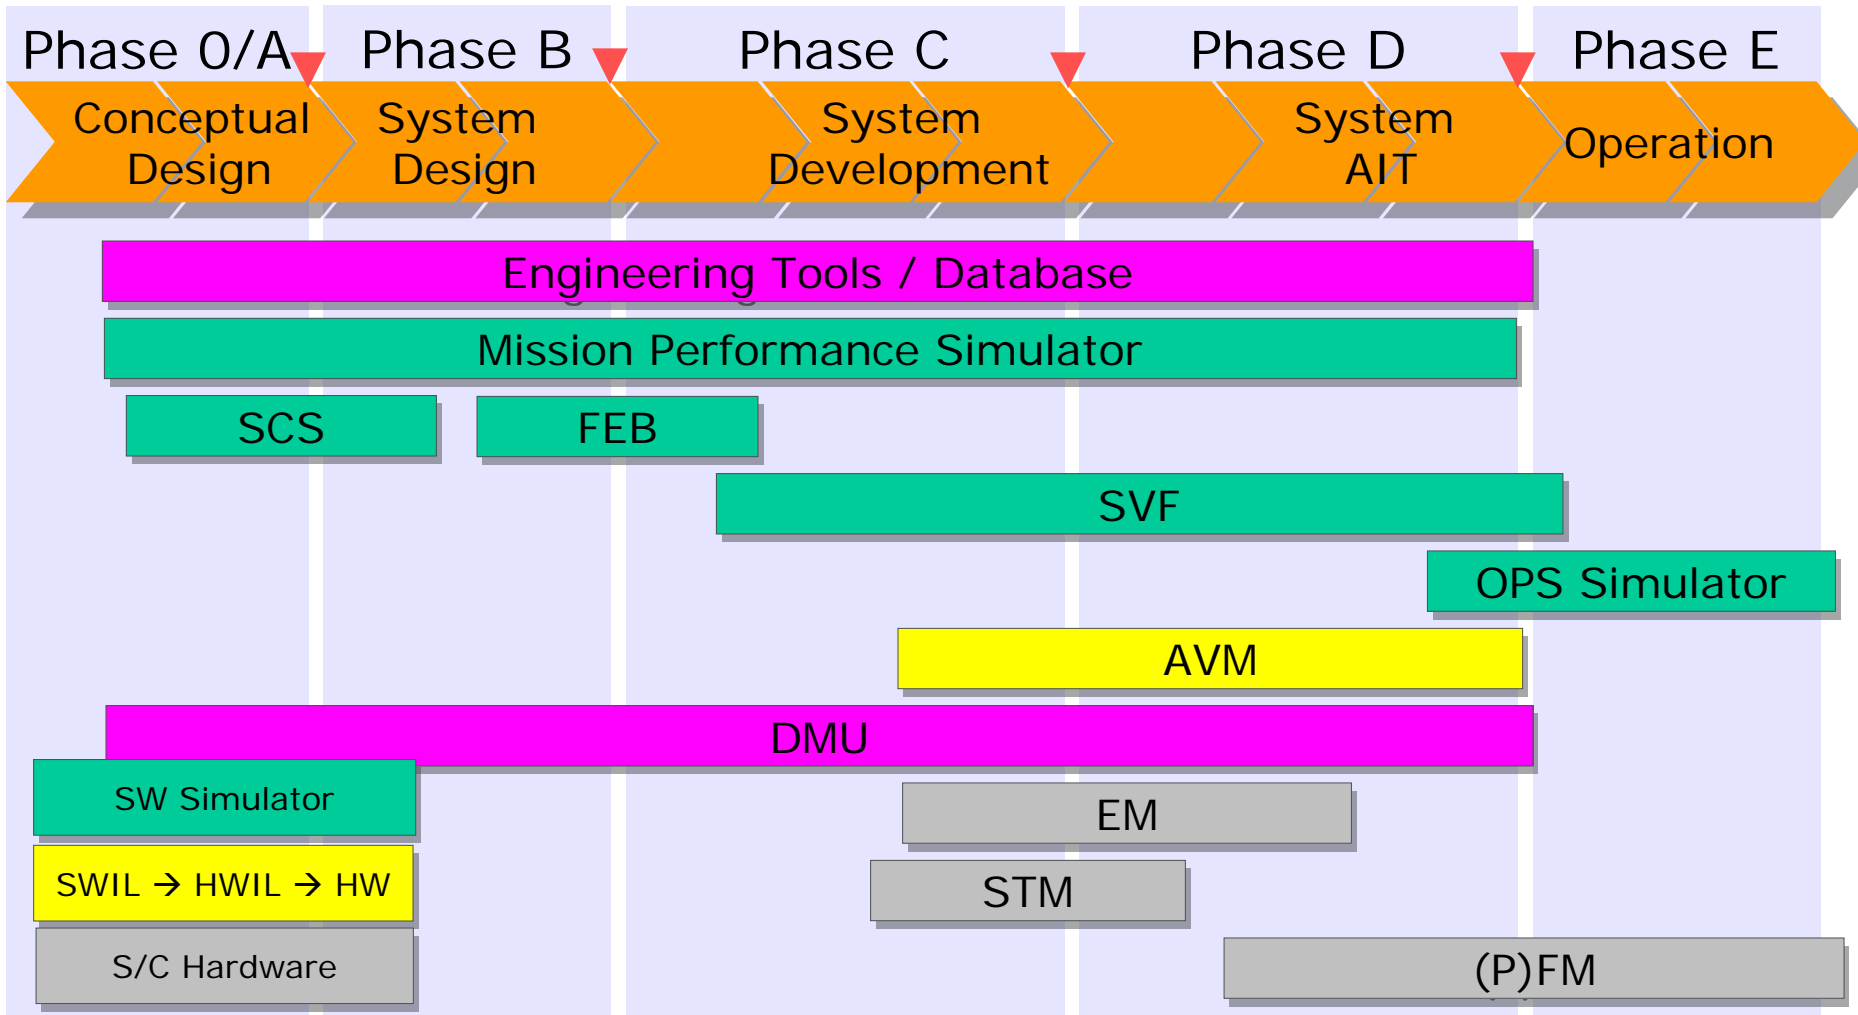 Phase 0/A
Phase B
Phase C
Phase D
Phase E
Conceptual
Design
System
Design
System
Development
System
AIT
Operation
Engineering Tools / Database
Mission Performance Simulator
SCS
FEB
SVF
OPS Simulator
AVM
DMU
SW Simulator
EM
SWIL → HWIL → HW
STM
S/C Hardware
(P)FM